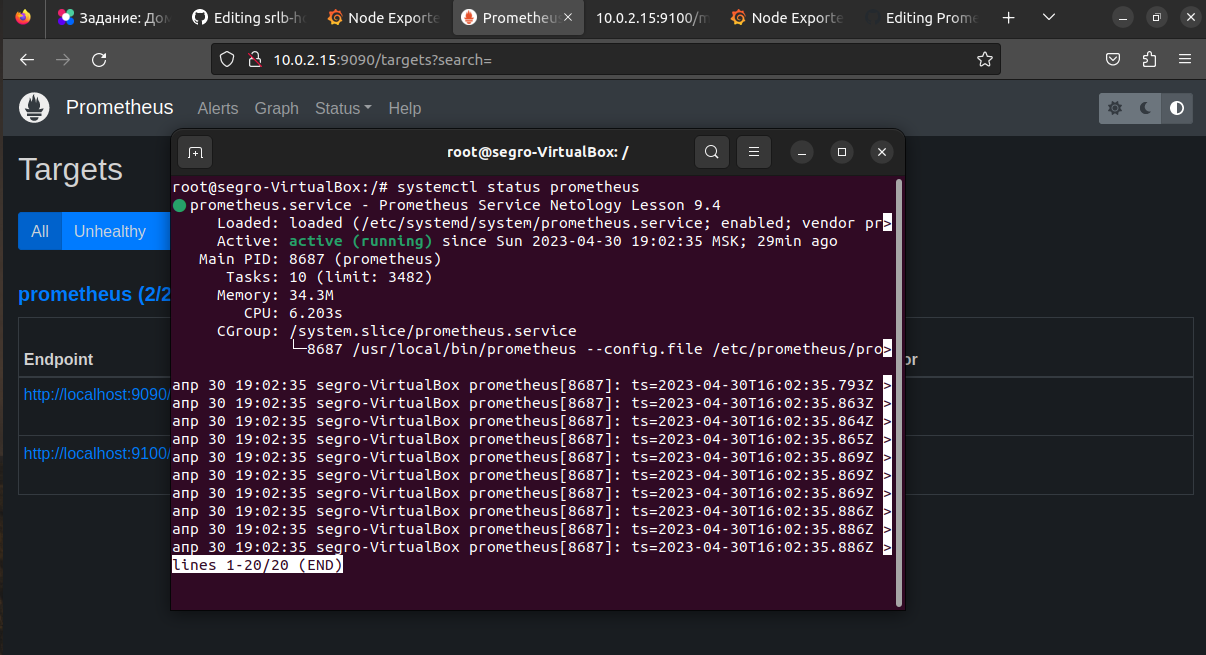 Задание: Дом
Editing srlb-ho
Node Exporte
Prometheus
10.0.2.15:9100/m
Node Exporte
Editing Prome
10.0.2.15:9090/targets?search=
Prometheus Alerts Graph Status Help
Targets
All Unhealthy
prometheus (2/2
Endpoint
or
http://localhost:9090/
http://localhost:9100/
root@segro-VirtualBox: /
root@segro-VirtualBox:/# systemctl status prometheus
prometheus.service - Prometheus Service Netology Lesson 9.4
Loaded: loaded (/etc/systemd/system/prometheus.service; enabled; vendor pr>
Active: active (running) since Sun 2023-04-30 19:02:35 MSK; 29min ago
Main PID: 8687 (prometheus)
Tasks: 10 (limit: 3482)
Memory: 34.3M
CPU: 6.203s
CGroup: /system.slice/prometheus.service
└─8687 /usr/local/bin/prometheus --config.file /etc/prometheus/pro>
апр 30 19:02:35 segro-VirtualBox prometheus[8687]: ts=2023-04-30T16:02:35.793Z >
апр 30 19:02:35 segro-VirtualBox prometheus[8687]: ts=2023-04-30T16:02:35.863Z >
апр 30 19:02:35 segro-VirtualBox prometheus[8687]: ts=2023-04-30T16:02:35.864Z >
апр 30 19:02:35 segro-VirtualBox prometheus[8687]: ts=2023-04-30T16:02:35.865Z >
апр 30 19:02:35 segro-VirtualBox prometheus[8687]: ts=2023-04-30T16:02:35.869Z >
апр 30 19:02:35 segro-VirtualBox prometheus[8687]: ts=2023-04-30T16:02:35.869Z >
апр 30 19:02:35 segro-VirtualBox prometheus[8687]: ts=2023-04-30T16:02:35.869Z >
апр 30 19:02:35 segro-VirtualBox prometheus[8687]: ts=2023-04-30T16:02:35.886Z >
апр 30 19:02:35 segro-VirtualBox prometheus[8687]: ts=2023-04-30T16:02:35.886Z >
апр 30 19:02:35 segro-VirtualBox prometheus[8687]: ts=2023-04-30T16:02:35.886Z >
lines 1-20/20 (END)